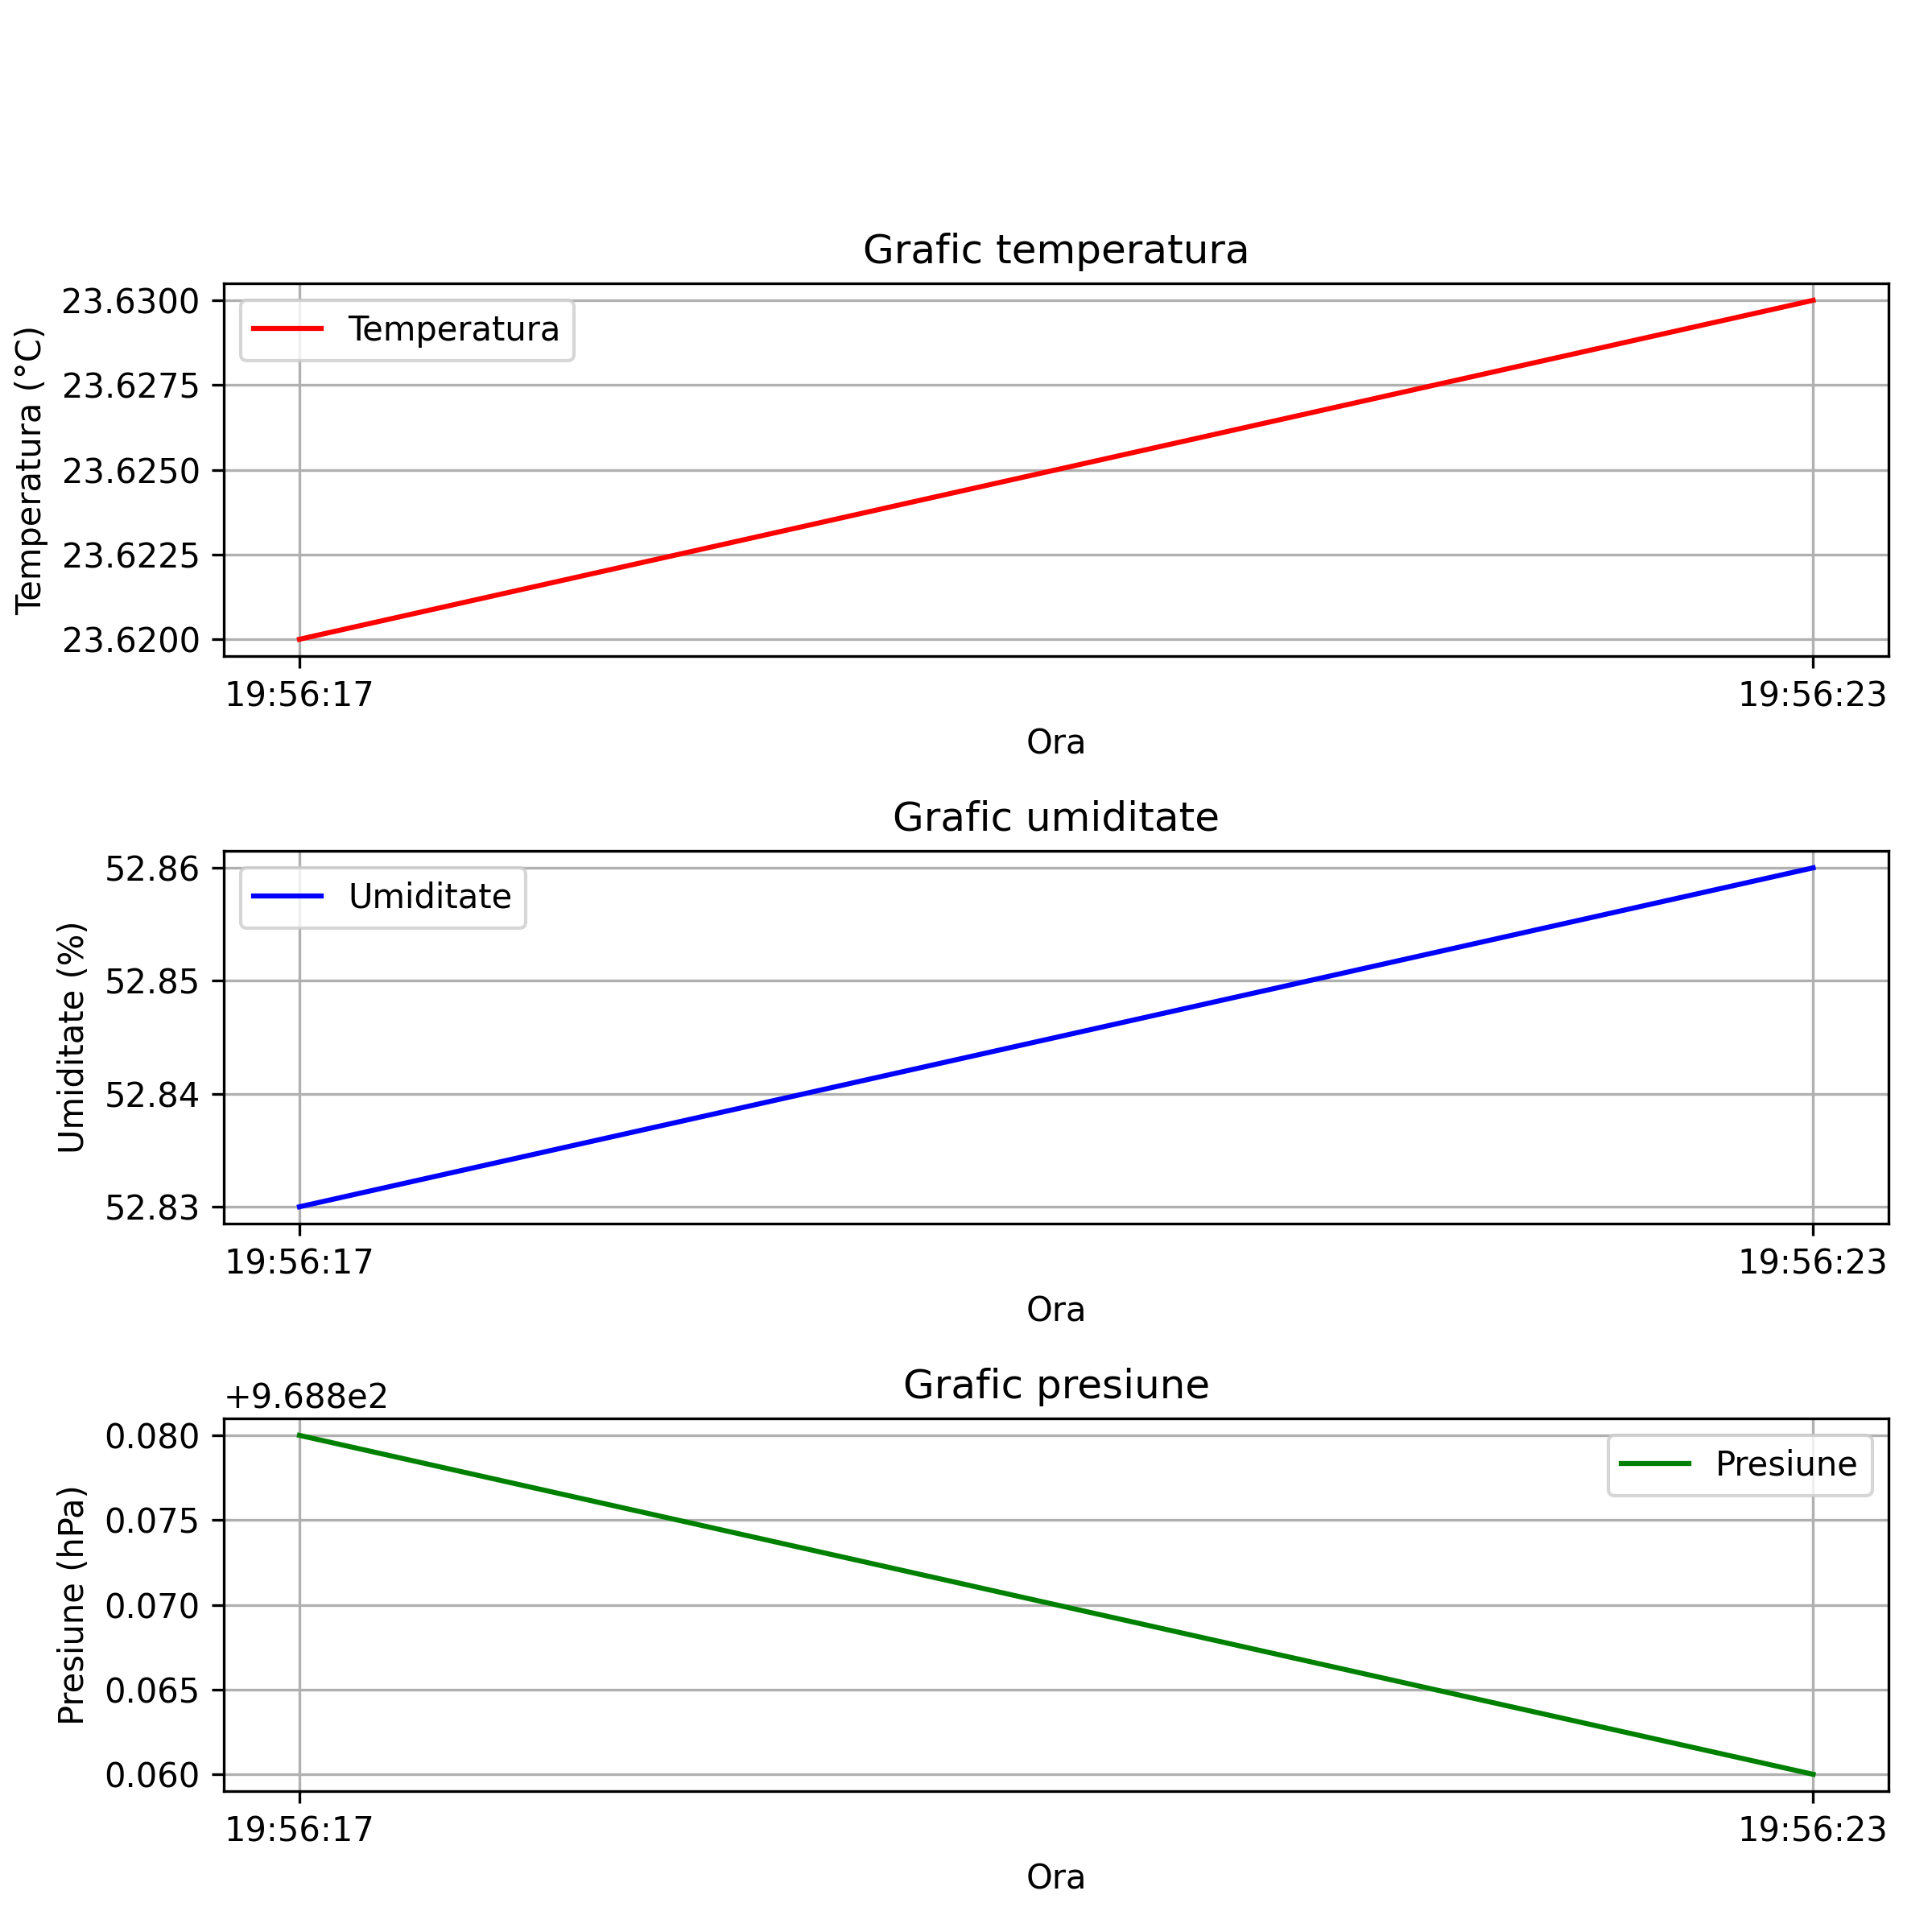 Grafic temperatura
Temperatura (°C)
23.6300
23.6275
23.6250
23.6225
23.6200
Temperatura
19:56:17 19:56:23
Ora
Grafic umiditate
Umiditate (%)
52.86
52.85
52.84
52.83
Umiditate
19:56:17 19:56:23
Ora
Grafic presiune
+9.688e2
Presiune (hPa)
0.080
0.075
0.070
0.065
0.060
Presiune
19:56:17 19:56:23
Ora